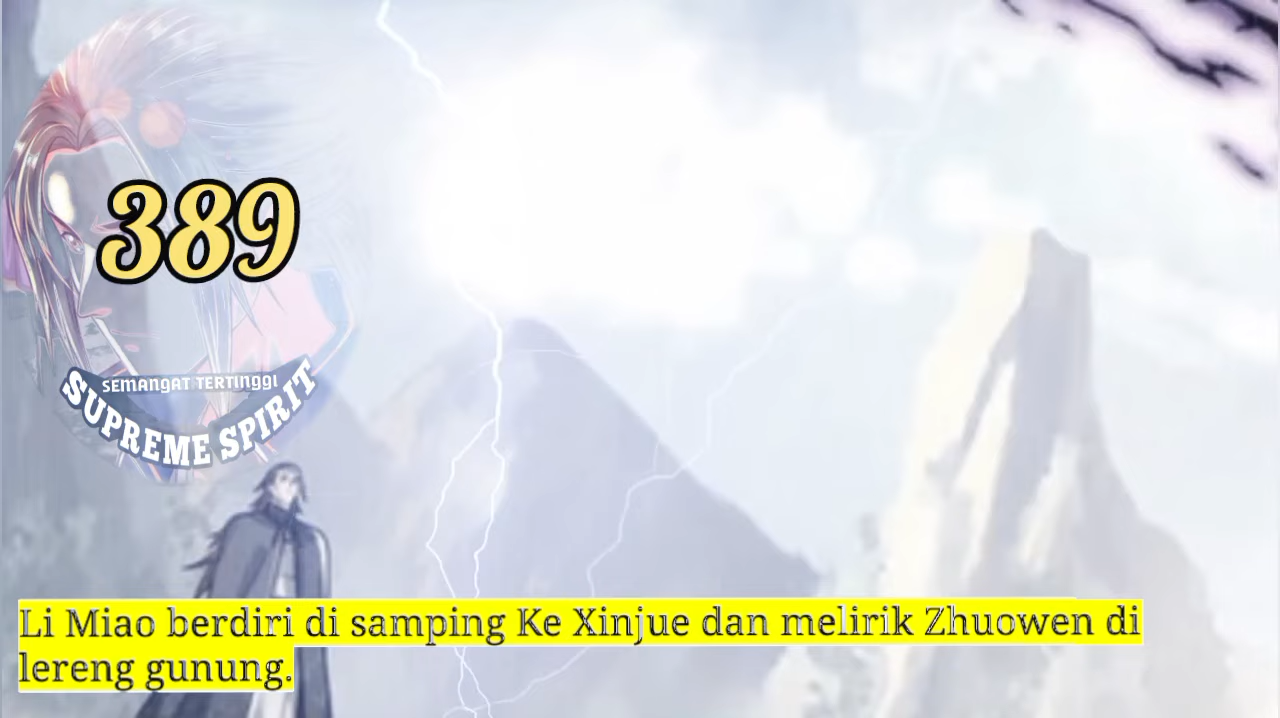 389
SEMANGAT TERTINGGI
SUPREME SPIRIT
Li Miao berdiri di samping Ke Xinjue dan melirik Zhuowen di
lereng gunung.